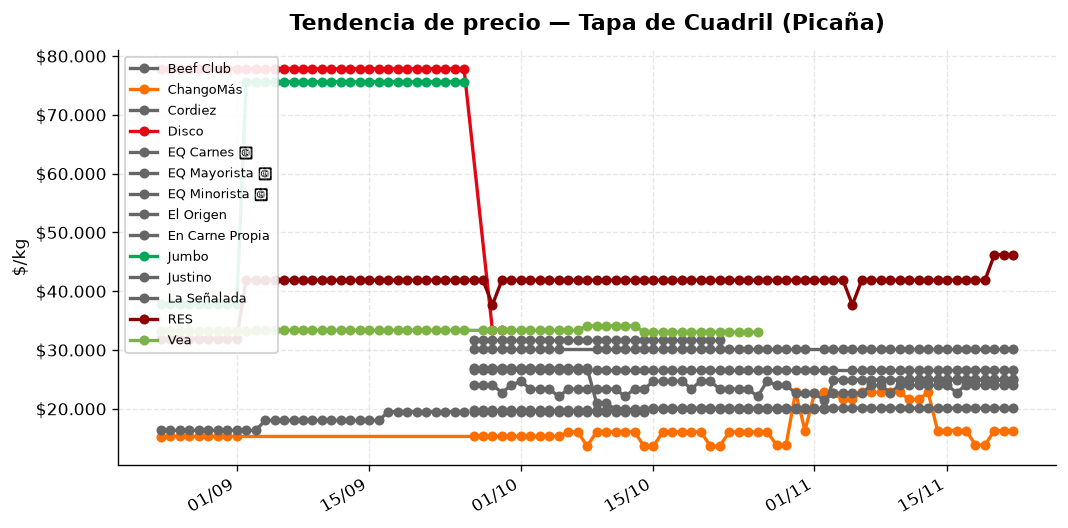 Tendencia de precio — Tapa de Cuadril (Picaña)
$/kg
$80.000
$70.000
$60.000
$50.000
$40.000
$30.000
$20.000
Beef Club
ChangoMás
Cordiez
Disco
EQ Carnes
EQ Mayorista
EQ Minorista
El Origen
En Carne Propia
Jumbo
Justino
La Señalada
RES
Vea
01/09
15/09
01/10
15/10
01/11
15/11